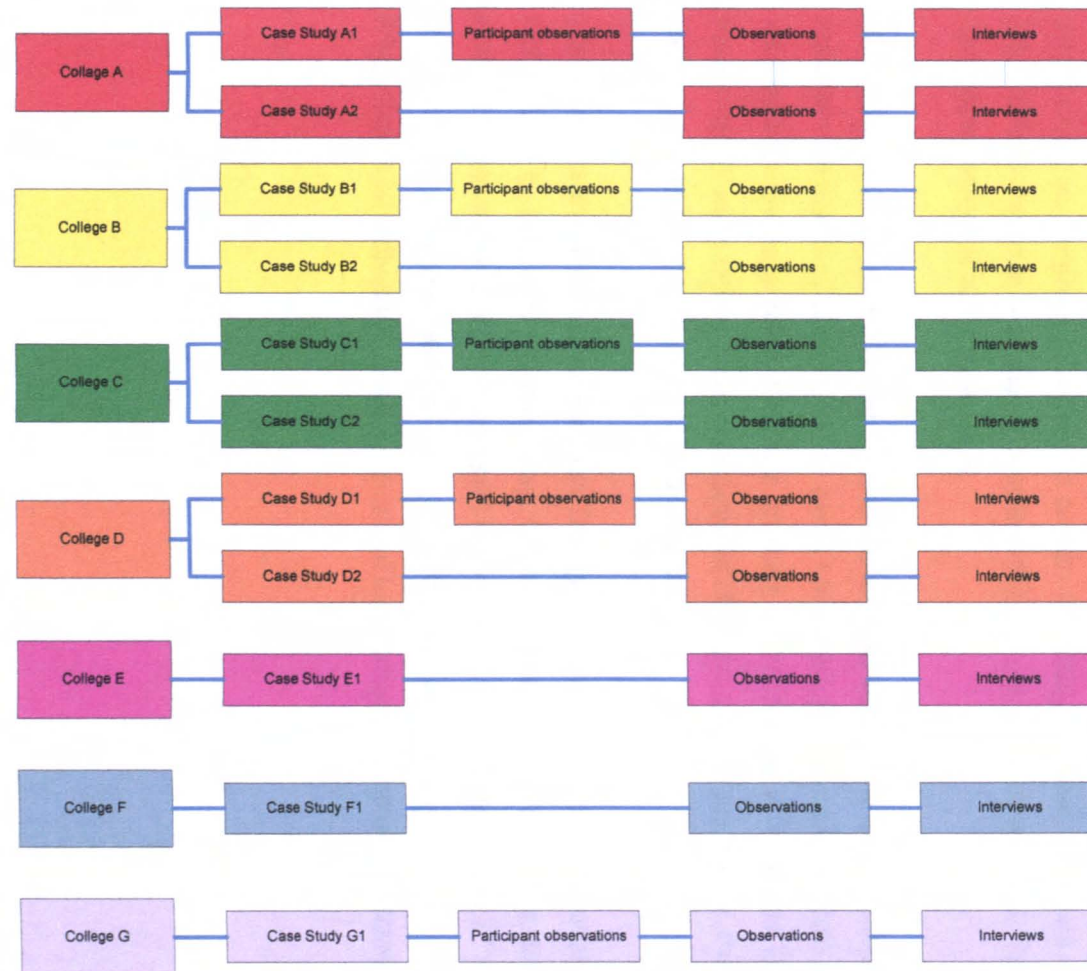 Case Study A1 Participant observations Observations Interviews
Collage A
Case Study A2 Observations Interviews
Case Study B1 Participant observations Observations Interviews
College B
Case Study B2 Observations Interviews
Case Study C1 Participant observations Observations Interviews
College C
Case Study C2 Observations Interviews
Case Study D1 Participant observations Observations Interviews
College D
Case Study D2 Observations Interviews
College E Case Study E1 Observations Interviews
College F Case Study F1 Observations Interviews
College G Case Study G1 Participant observations Observations Interviews